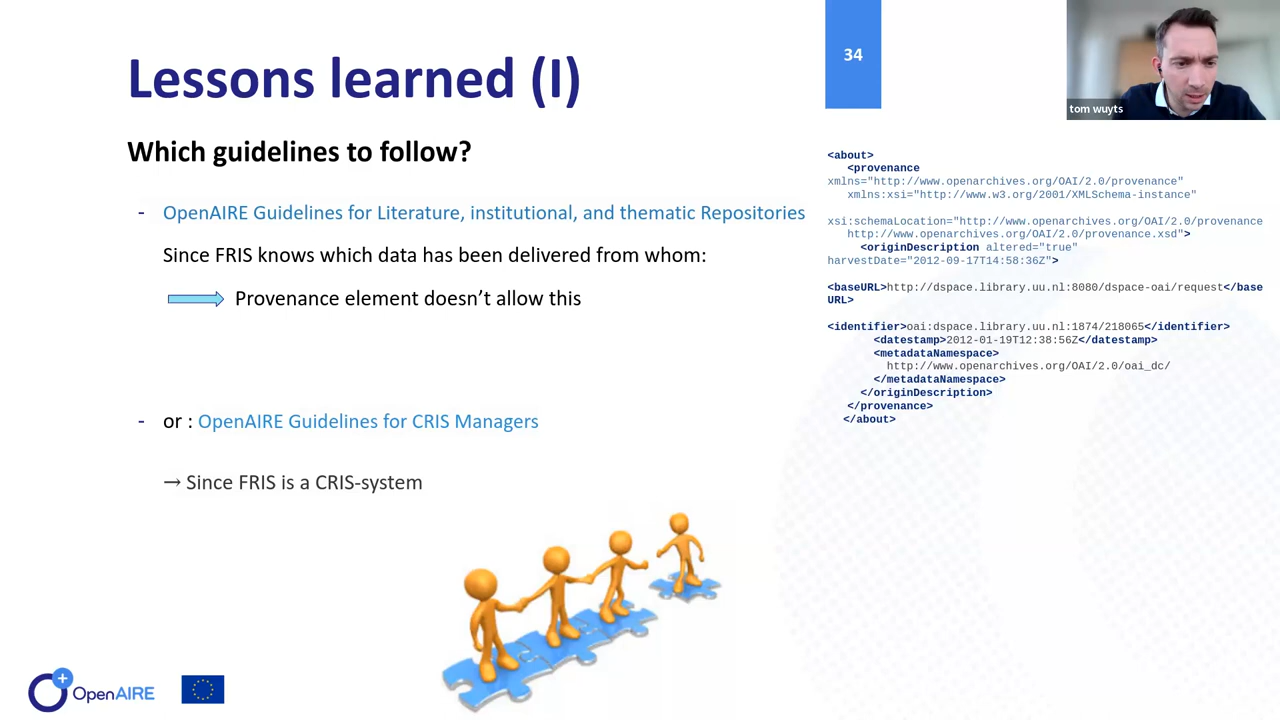 Lessons learned (I)
34
tom wuyts
Which guidelines to follow?
- OpenAIRE Guidelines for Literature, institutional, and thematic Repositories
Since FRIS knows which data has been delivered from whom:
Provenance element doesn’t allow this
- or : OpenAIRE Guidelines for CRIS Managers
→ Since FRIS is a CRIS-system
<about>
<provenance
xmlns="http://www.openarchives.org/OAI/2.0/provenance"
xmlns:xsi="http://www.w3.org/2001/XMLSchema-instance"
xsi:schemaLocation="http://www.openarchives.org/OAI/2.0/provenance
http://www.openarchives.org/OAI/2.0/provenance.xsd">
<originDescription altered="true"
harvestDate="2012-09-17T14:58:36Z">
<baseURL>http://dspace.library.uu.nl:8080/dspace-oai/request</base
URL>
<identifier>oai:dspace.library.uu.nl:1874/218065</identifier>
<datestamp>2012-01-19T12:38:56Z</datestamp>
<metadataNamespace>
http://www.openarchives.org/OAI/2.0/oai_dc/
</metadataNamespace>
</originDescription>
</provenance>
</about>
OpenAIRE